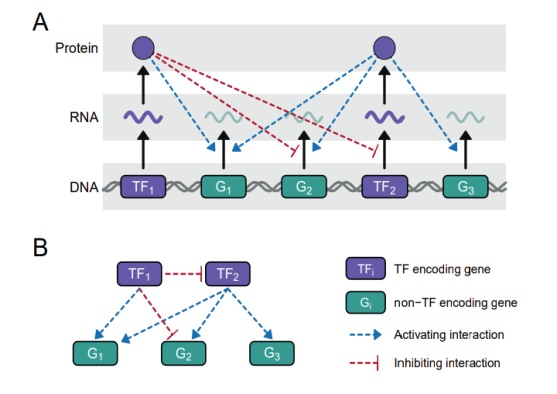 A
Protein
RNA
DNA
TF1 G1 G2 TF2 G3
B
TF1 TF2
G1 G2 G3
TFi TF encoding gene
Gi non−TF encoding gene
Activating interaction
Inhibiting interaction